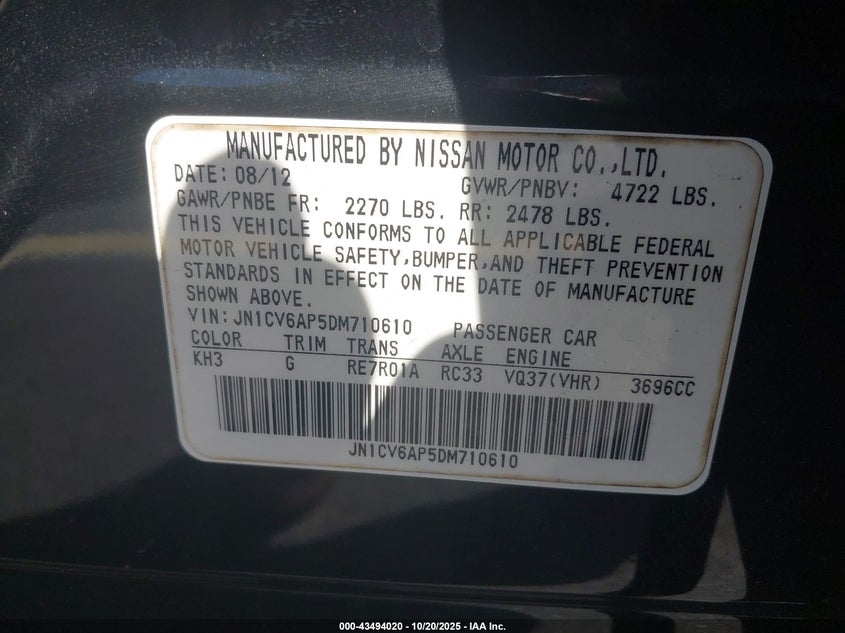 MANUFACTURED BY NISSAN MOTOR CO.,LTD.
DATE: 08/12 GVWR/PNBV: 4722 LBS.
GAWR/PNBE FR: 2270 LBS. RR: 2478 LBS.
THIS VEHICLE CONFORMS TO ALL APPLICABLE FEDERAL
MOTOR VEHICLE SAFETY,BUMPER,AND THEFT PREVENTION
STANDARDS IN EFFECT ON THE DATE OF MANUFACTURE
SHOWN ABOVE.
VIN:JN1CV6AP5DM710610 PASSENGER CAR
COLOR TRIM TRANS AXLE ENGINE
KH3 G RE7R01A RC33 VQ37(VHR) 3696CC
JN1CV6AP5DM710610
000-43494020 - 10/20/2025 - IAA Inc.